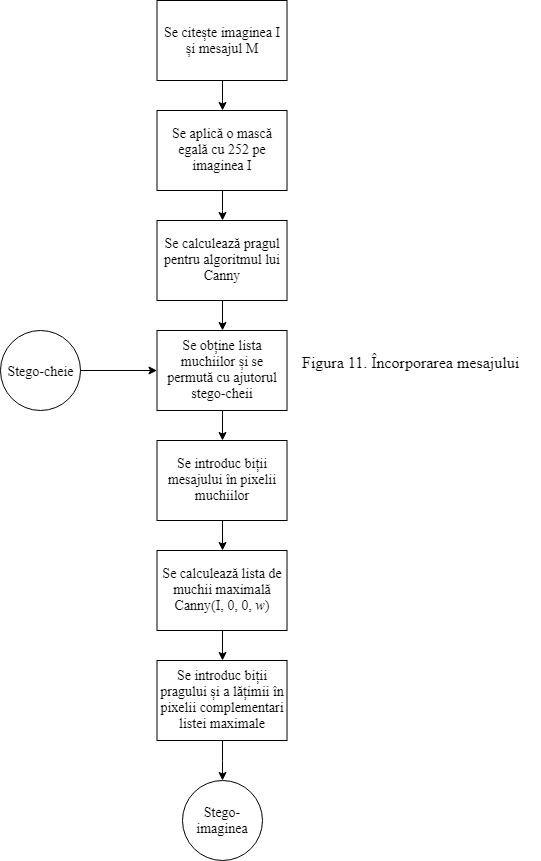 Se citește imaginea I
și mesajul M
Se aplică o mască
egală cu 252 pe
imaginea I
Se calculează pragul
pentru algoritmul lui
Canny
Stego-cheie
Se obține lista
muchiilor și se
permută cu ajutorul
stego-cheii
Figura 11. Încorporarea mesajului
Se introduc biții
mesajului în pixelii
muchiilor
Se calculează lista de
muchii maximală
Canny(I, 0, 0, w)
Se introduc biții
pragului și a lățimii în
pixelii complementari
listei maximale
Stego-
imaginea